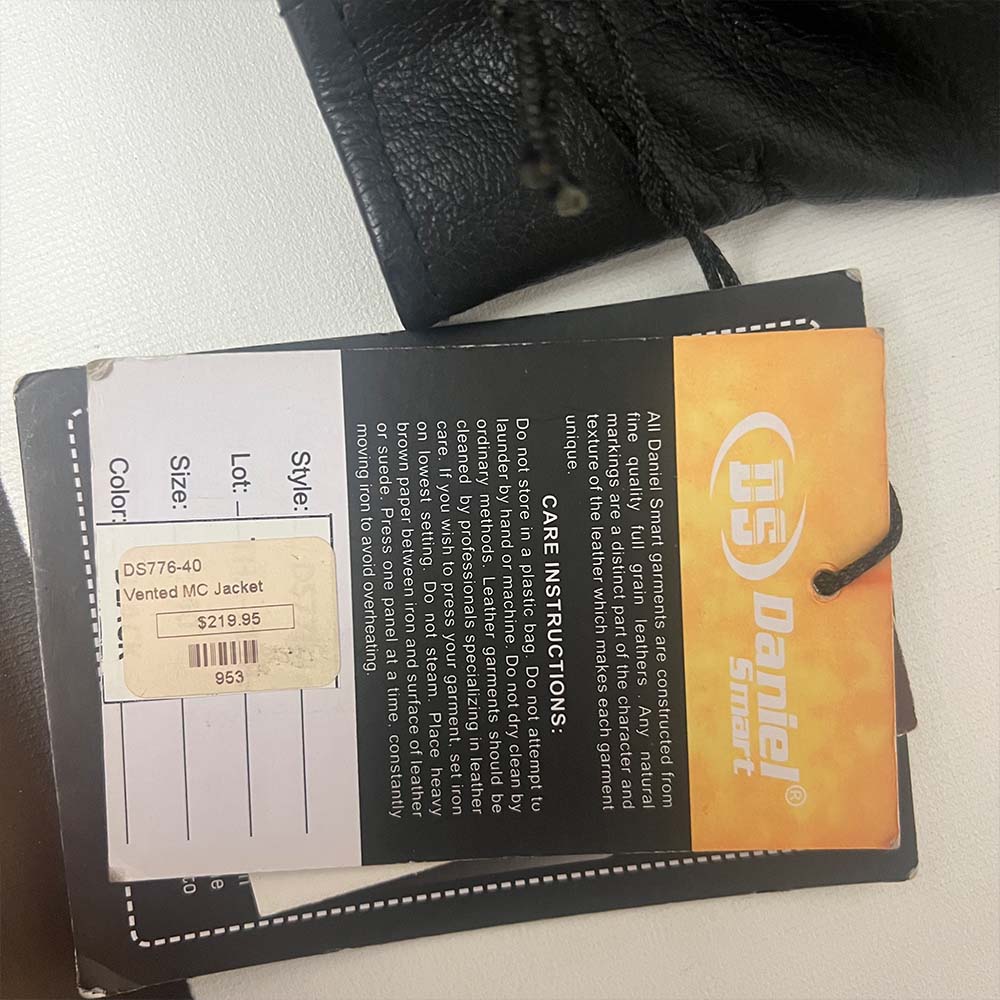 DS
Daniel®
Smart
All Daniel Smart garments are constructed from
fine quality full grain leathers . Any natural
markings are a distinct part of the character and
texture of the leather which makes each garment
unique.
CARE INSTRUCTIONS:
Do not store in a plastic bag. Do not attempt to
launder by hand or machine. Do not dry clean by
ordinary methods. Leather garments should be
cleaned by professionals specializing in leather
care. If you wish to press your garment, set iron
on lowest setting. Do not steam. Place heavy
brown paper between iron and surface of leather
or suede. Press one panel at a time, constantly
moving iron to avoid overheating.
Style:
Lot:
Size:
Color:
DS776-40
Vented MC Jacket
$219.95
953